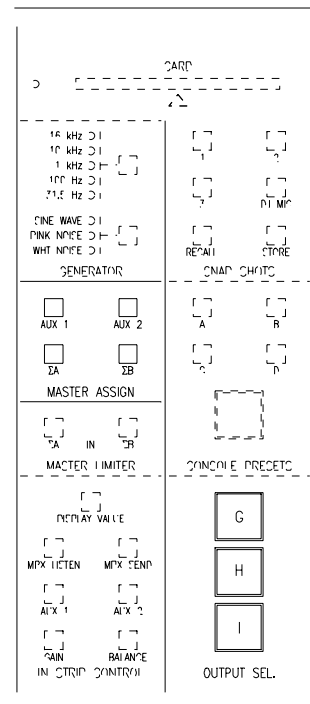 CARD
16 kHz
10 kHz
1 kHz
100 Hz
31.5 Hz
SINE WAVE
PINK NOISE
WHT NOISE
GENERATOR
1
2
3
RECALL
STORE
SNAP SHOTS
AUX 1
AUX 2
ΣA
ΣB
MASTER ASSIGN
A
B
C
D
ΣA IN ΣB
MASTER LIMITER
CONSOLE PRESETS
DISPLAY VALUE
MPX LISTEN
MPX SEND
AUX 1
AUX 2
GAIN
BALANCE
IN STRIP CONTROL
G
H
I
OUTPUT SEL.